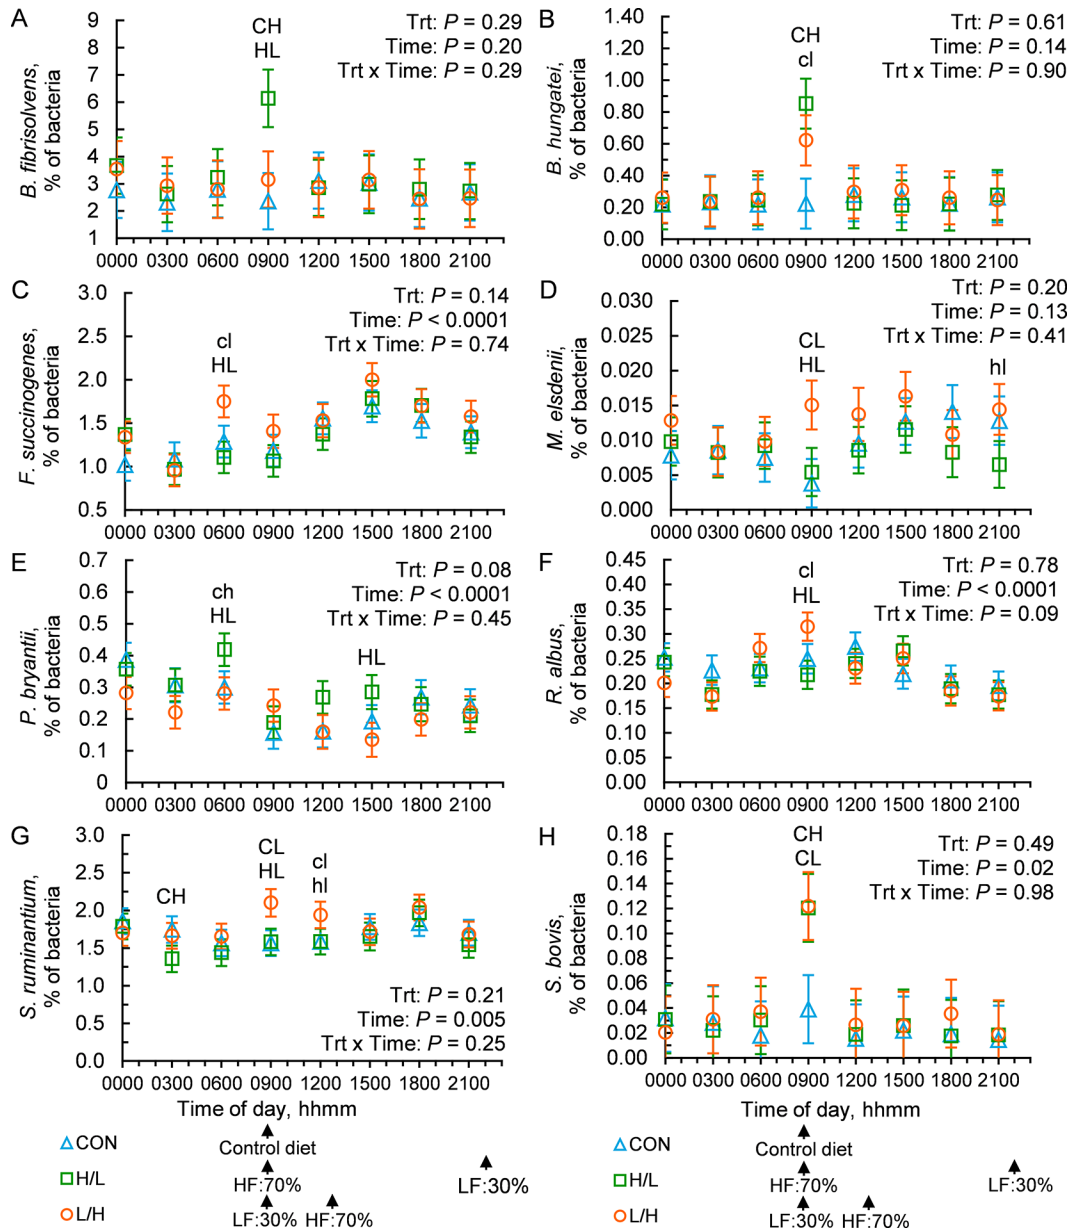 A
B. fibrisolvens,
% of bacteria
9
8
7
6
5
4
3
2
1
CH
HL
Trt: P = 0.29
Time: P = 0.20
Trt x Time: P = 0.29
0000 0300 0600 0900 1200 1500 1800 2100
B
B. hungatei,
% of bacteria
1.40
1.20
1.00
0.80
0.60
0.40
0.20
0.00
CH
cl
Trt: P = 0.61
Time: P = 0.14
Trt x Time: P = 0.90
0000 0300 0600 0900 1200 1500 1800 2100
C
F. succinogenes,
% of bacteria
3.0
2.5
2.0
1.5
1.0
0.5
cl
HL
Trt: P = 0.14
Time: P < 0.0001
Trt x Time: P = 0.74
0000 0300 0600 0900 1200 1500 1800 2100
D
M. elsdenii,
% of bacteria
0.030
0.025
0.020
0.015
0.010
0.005
0.000
CL
HL
hl
Trt: P = 0.20
Time: P = 0.13
Trt x Time: P = 0.41
0000 0300 0600 0900 1200 1500 1800 2100
E
P. bryantii,
% of bacteria
0.7
0.6
0.5
0.4
0.3
0.2
0.1
0
ch
HL
HL
Trt: P = 0.08
Time: P < 0.0001
Trt x Time: P = 0.45
0000 0300 0600 0900 1200 1500 1800 2100
F
R. albus,
% of bacteria
0.45
0.40
0.35
0.30
0.25
0.20
0.15
0.10
0.05
0.00
cl
HL
Trt: P = 0.78
Time: P < 0.0001
Trt x Time: P = 0.09
0000 0300 0600 0900 1200 1500 1800 2100
G
S. ruminantium,
% of bacteria
3.0
2.5
2.0
1.5
1.0
0.5
0.0
CH
CL
HL
cl
hl
Trt: P = 0.21
Time: P = 0.005
Trt x Time: P = 0.25
0000 0300 0600 0900 1200 1500 1800 2100
Time of day, hhmm
H
S. bovis,
% of bacteria
0.18
0.16
0.14
0.12
0.10
0.08
0.06
0.04
0.02
0.00
CH
CL
Trt: P = 0.49
Time: P = 0.02
Trt x Time: P = 0.98
0000 0300 0600 0900 1200 1500 1800 2100
Time of day, hhmm
CON
Control diet
H/L
HF:70%
LF:30%
L/H
LF:30% HF:70%
CON
Control diet
H/L
HF:70%
LF:30%
L/H
LF:30% HF:70%